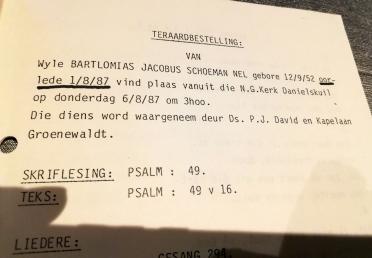 TERAARDBESTELLING:
VAN
Wyle BARTLOMIAS JACOBUS SCHOEMAN NEL gebore 12/9/52 oor-
lede 1/8/87 vind plaas vanuit die N.G.Kerk Danielskuil
op donderdag 6/8/87 om 3hoo.
Die diens word waargeneem deur Ds. P.J. David en Kapelaan
Groenewaldt.
SKRIFLESING: PSALM : 49.
TEKS: PSALM : 49 v 16.
LIEDERE:
GESANG 294.